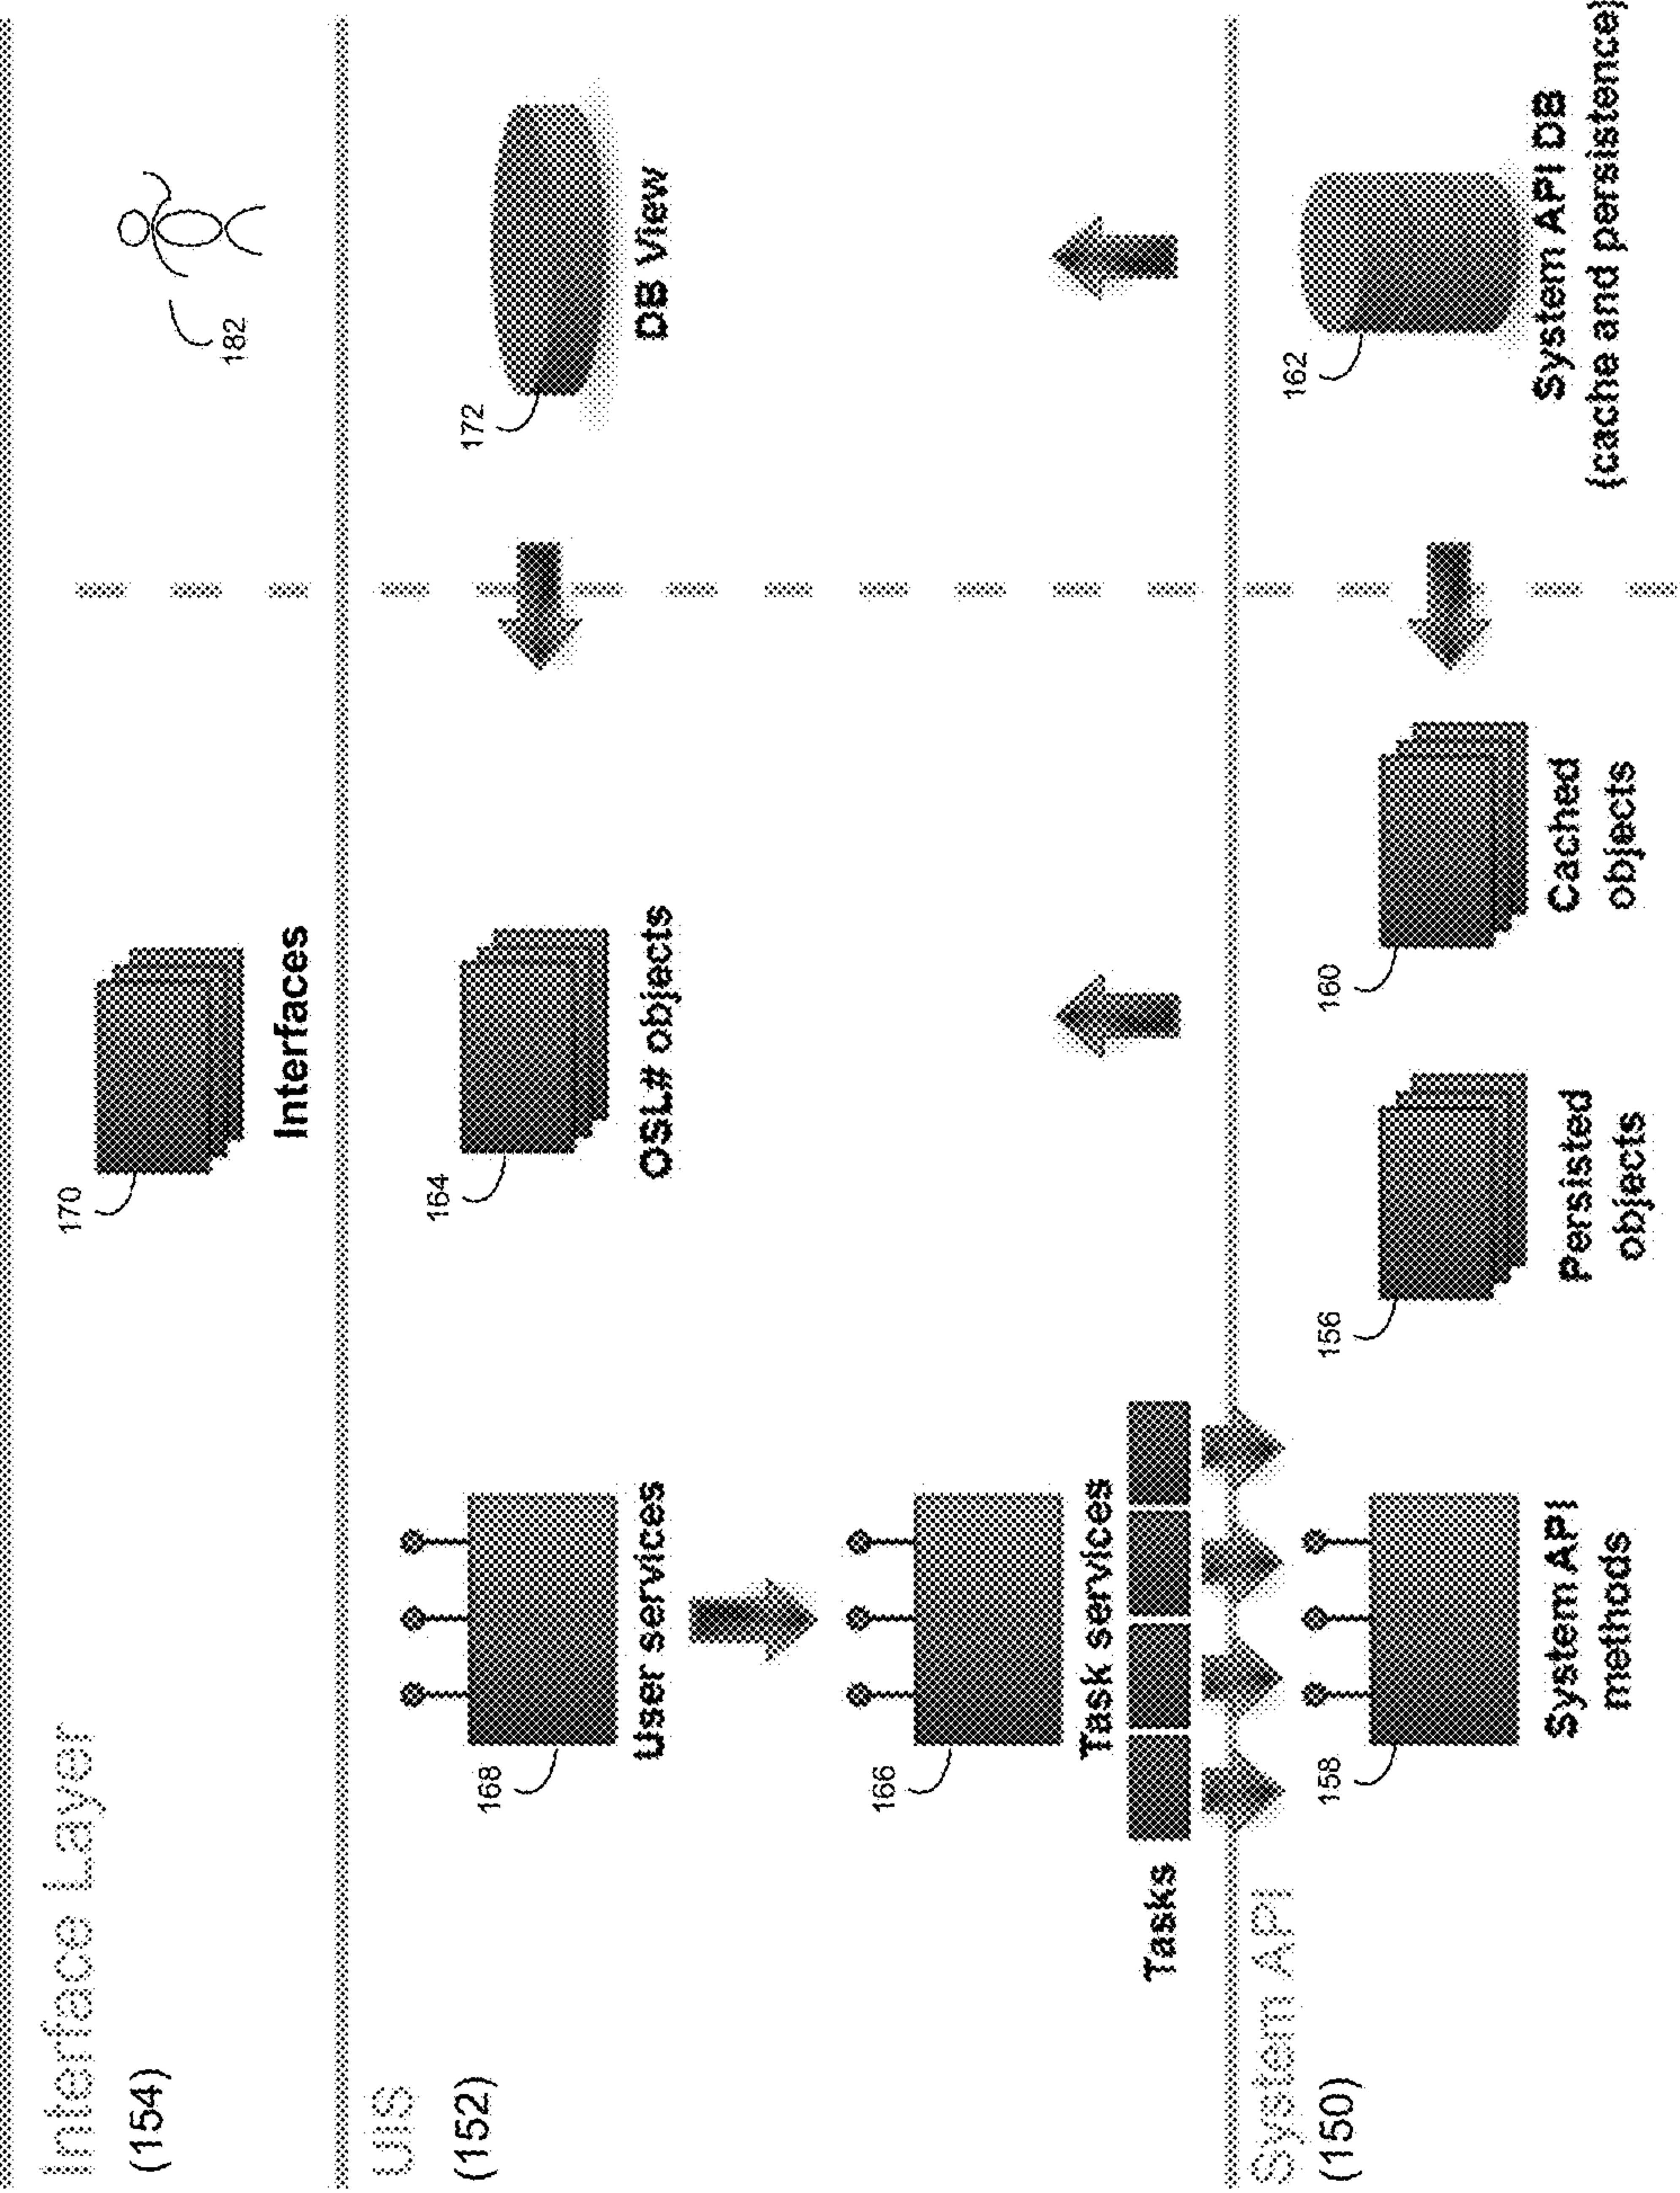 Interface Layer
(154)
170
Interfaces
182
UIS
(152)
168
User services
164
OSL# objects
172
DB View
166
Task services
Tasks
System API
(150)
158
System API
methods
156
Persisted
objects
160
Cached
objects
162
System API DB
(cache and persistence)